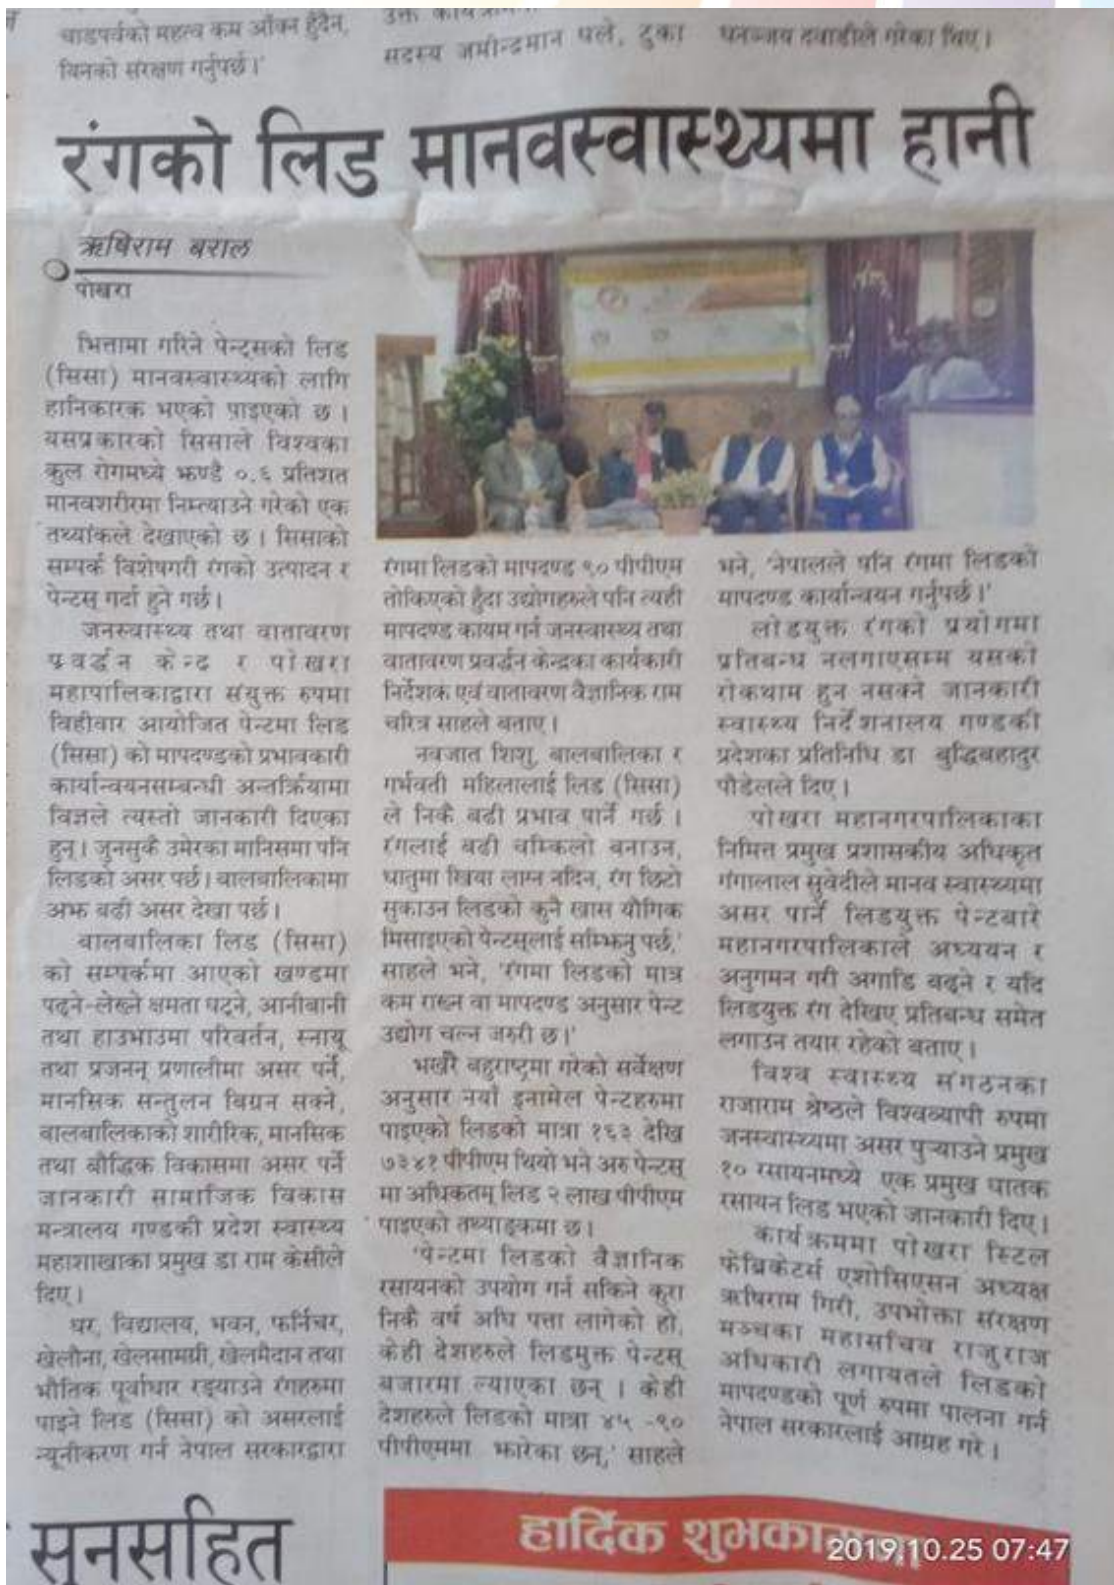 चाडपर्वको महत्व कम आँक्न हुँदैन,
यिनको संरक्षण गर्नुपर्छ।'
सदस्य जमीन्द्रमान घले, टुका
धनञ्जय दवाडीले गरेका थिए।
रंगको लिड मानवस्वास्थ्यमा हानी
ऋषिराम बराल
पोखरा
भित्तामा गरिने पेन्ट्सको लिड
(सिसा) मानवस्वास्थ्यको लागि
हानिकारक भएको पाइएको छ।
यसप्रकारको सिसाले विश्वका
कुल रोगमध्ये झण्डै ०.६ प्रतिशत
मानवशरीरमा निम्त्याउने गरेको एक
तथ्यांकले देखाएको छ। सिसाको
सम्पर्क विशेषगरी रंगको उत्पादन र
पेन्टस् गर्दा हुने गर्छ।
जनस्वास्थ्य तथा वातावरण
प्रवर्द्धन केन्द्र र पोखरा
महापालिकाद्वारा संयुक्त रुपमा
विहीवार आयोजित पेन्टमा लिड
(सिसा) को मापदण्डको प्रभावकारी
कार्यान्वयनसम्बन्धी अन्तर्क्रियामा
विज्ञले त्यस्तो जानकारी दिएका
हुन्। जुनसुकै उमेरका मानिसमा पनि
लिडको असर पर्छ। बालबालिकामा
अझ बढी असर देखा पर्छ।
बालबालिका लिड (सिसा)
को सम्पर्कमा आएको खण्डमा
पढ्ने-लेख्ने क्षमता घट्ने, आनीबानी
तथा हाउभाउमा परिवर्तन, स्नायू
तथा प्रजनन् प्रणालीमा असर पर्ने,
मानसिक सन्तुलन बिग्रन सक्ने,
बालबालिकाको शारीरिक, मानसिक
तथा बौद्धिक विकासमा असर पर्ने
जानकारी सामाजिक विकास
मन्त्रालय गण्डकी प्रदेश स्वास्थ्य
महाशाखाका प्रमुख डा राम केसीले
दिए।
घर, विद्यालय, भवन, फर्निचर,
खेलौना, खेलसामग्री, खेलमैदान तथा
भौतिक पूर्वाधार रङ्याउने रंगहरुमा
पाइने लिड (सिसा) को असरलाई
न्यूनीकरण गर्न नेपाल सरकारद्वारा
रंगमा लिडको मापदण्ड ९० पीपीएम
तोकिएको हुँदा उद्योगहरुले पनि त्यही
मापदण्ड कायम गर्न जनस्वास्थ्य तथा
वातावरण प्रवर्द्धन केन्द्रका कार्यकारी
निर्देशक एवं वातावरण वैज्ञानिक राम
चरित्र साहले बताए।
नवजात शिशु, बालबालिका र
गर्भवती महिलालाई लिड (सिसा)
ले निकै बढी प्रभाव पार्ने गर्छ।
'रंगलाई बढी चम्किलो बनाउन,
धातुमा खिया लाग्न नदिन, रंग छिटो
सुकाउन लिडको कुनै खास यौगिक
मिसाइएको पेन्टस्लाई सम्झिनु पर्छ,'
साहले भने, 'रंगमा लिडको मात्र
कम राख्न वा मापदण्ड अनुसार पेन्ट
उद्योग चल्न जरुरी छ।'
भर्खरै बहुराष्ट्रमा गरेको सर्वेक्षण
अनुसार नयाँ इनामेल पेन्टहरुमा
पाइएको लिडको मात्रा १६३ देखि
७३४१ पीपीएम थियो भने अरु पेन्टस्
मा अधिकतम् लिड २ लाख पीपीएम
पाइएको तथ्याङ्कमा छ।
'पेन्टमा लिडको वैज्ञानिक
रसायनको उपयोग गर्न सकिने कुरा
निकै वर्ष अघि पत्ता लागेको हो,
केही देशहरुले लिडमुक्त पेन्टस्
बजारमा ल्याएका छन्। केही
देशहरुले लिडको मात्रा ४५ -९०
पीपीएममा झारेका छन्,' साहले
भने, 'नेपालले पनि रंगमा लिडको
मापदण्ड कार्यान्वयन गर्नुपर्छ।'
लोडयुक्त रंगको प्रयोगमा
प्रतिबन्ध नलगाएसम्म यसको
रोकथाम हुन नसक्ने जानकारी
स्वास्थ्य निर्देशनालय गण्डकी
प्रदेशका प्रतिनिधि डा बुद्धिबहादुर
पौडेलले दिए।
पोखरा महानगरपालिकाका
निमित्त प्रमुख प्रशासकीय अधिकृत
गंगालाल सुवेदीले मानव स्वास्थ्यमा
असर पार्ने लिडयुक्त पेन्टबारे
महानगरपालिकाले अध्ययन र
अनुगमन गरी अगाडि बढ्ने र यदि
लिडयुक्त रंग देखिए प्रतिबन्ध समेत
लगाउन तयार रहेको बताए।
विश्व स्वास्थ्य संगठनका
राजाराम श्रेष्ठले विश्वव्यापी रुपमा
जनस्वास्थ्यमा असर पुर्‍याउने प्रमुख
१० रसायनमध्ये एक प्रमुख घातक
रसायन लिड भएको जानकारी दिए।
कार्यक्रममा पोखरा स्टिल
फेब्रिकेटर्स एशोसिएसन अध्यक्ष
ऋषिराम गिरी, उपभोक्ता संरक्षण
मञ्चका महासचिव राजुराज
अधिकारी लगायतले लिडको
मापदण्डको पूर्ण रुपमा पालना गर्न
नेपाल सरकारलाई आग्रह गरे।
सुनसहित
हार्दिक
2019.10.25 07:47